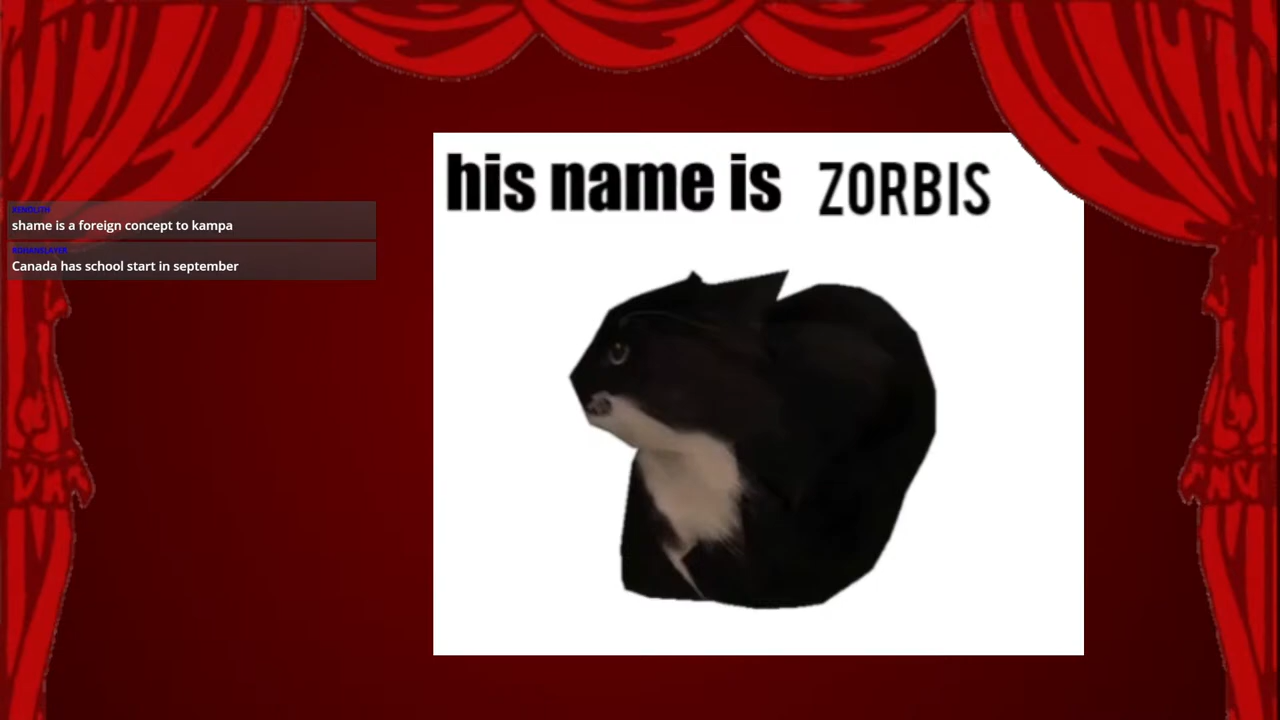 his name is ZORBIS
shame is a foreign concept to kampa
Canada has school start in september